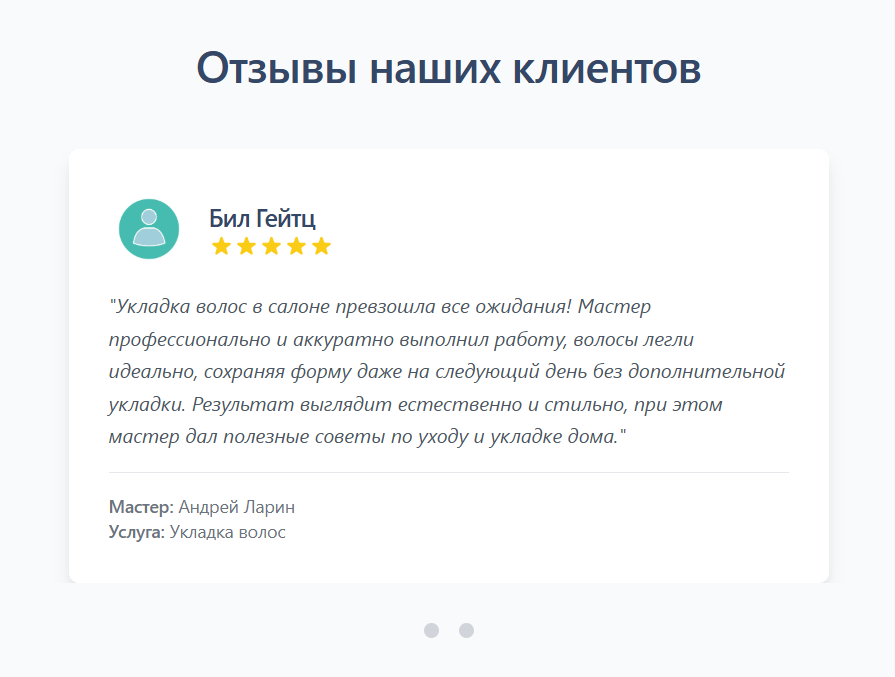 Отзывы наших клиентов
Бил Гейтц
"Укладка волос в салоне превзошла все ожидания! Мастер
профессионально и аккуратно выполнил работу, волосы легли
идеально, сохраняя форму даже на следующий день без дополнительной
укладки. Результат выглядит естественно и стильно, при этом
мастер дал полезные советы по уходу и укладке дома."
Мастер: Андрей Ларин
Услуга: Укладка волос